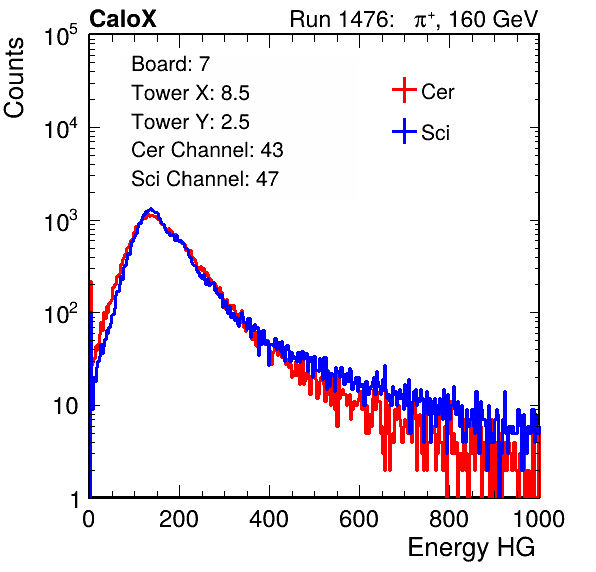 CaloX Run 1476: π⁺, 160 GeV
Counts
10⁵
10⁴
10³
10²
10
1
Board: 7
Tower X: 8.5
Tower Y: 2.5
Cer Channel: 43
Sci Channel: 47
Cer
Sci
0 200 400 600 800 1000
Energy HG